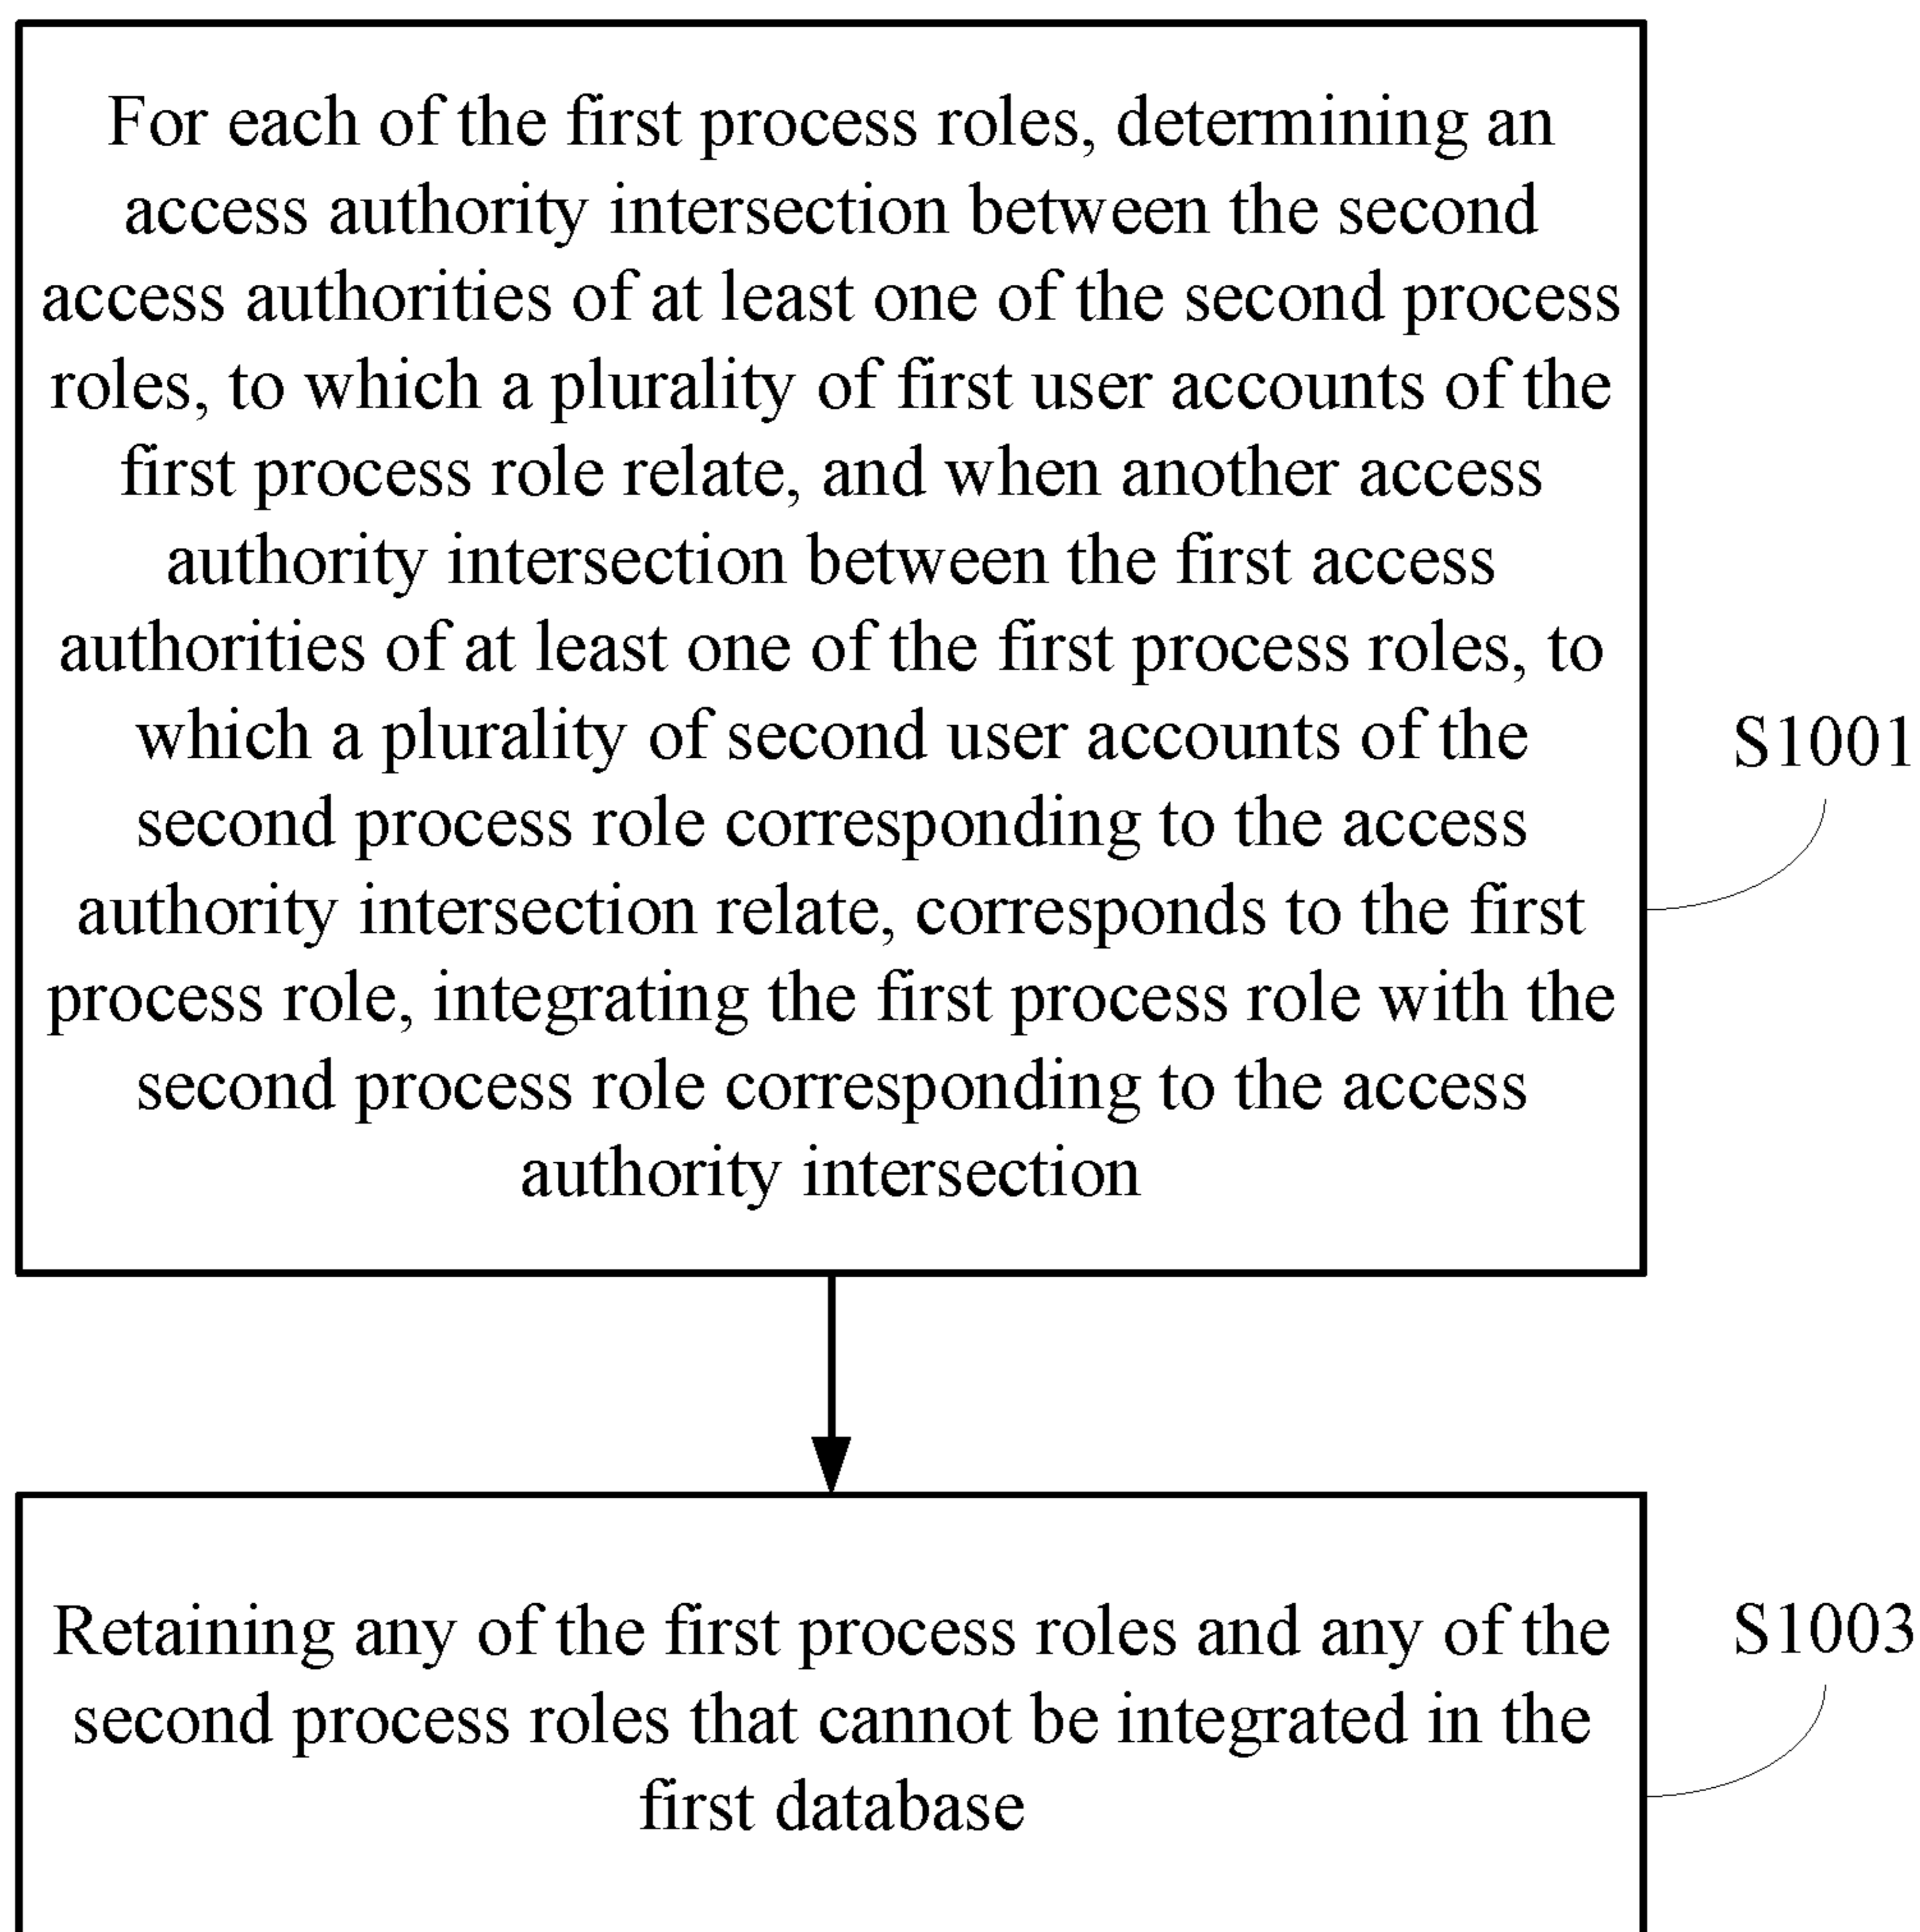 For each of the first process roles, determining an
access authority intersection between the second
access authorities of at least one of the second process
roles, to which a plurality of first user accounts of the
first process role relate, and when another access
authority intersection between the first access
authorities of at least one of the first process roles, to
which a plurality of second user accounts of the
second process role corresponding to the access
authority intersection relate, corresponds to the first
process role, integrating the first process role with the
second process role corresponding to the access
authority intersection
S1001
Retaining any of the first process roles and any of the
second process roles that cannot be integrated in the
first database
S1003